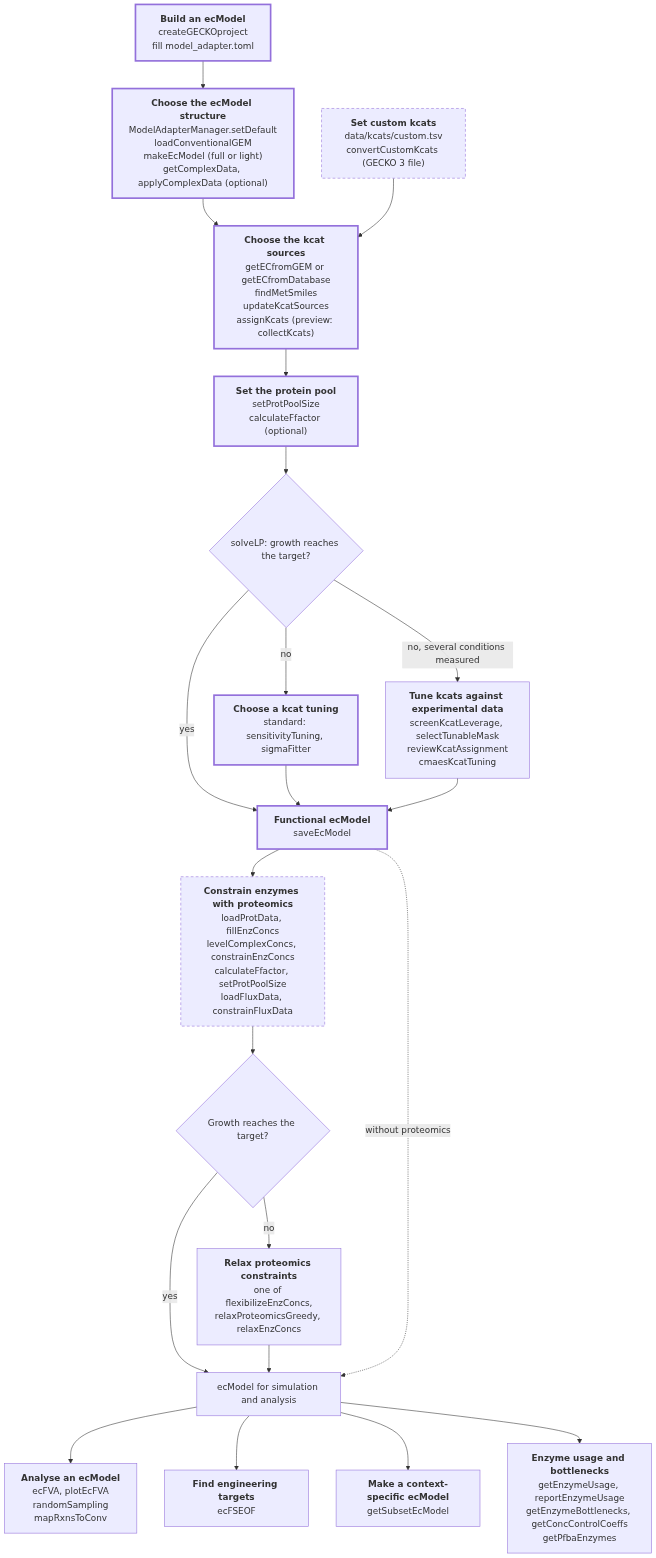 Build an ecModel
createGECKOproject
fill model_adapter.toml
Choose the ecModel
structure
ModelAdapterManager.setDefault
loadConventionalGEM
makeEcModel (full or light)
getComplexData,
applyComplexData (optional)
Set custom kcats
data/kcats/custom.tsv
convertCustomKcats
(GECKO 3 file)
Choose the kcat
sources
getECfromGEM or
getECfromDatabase
findMetSmiles
updateKcatSources
assignKcats (preview:
collectKcats)
Set the protein pool
setProtPoolSize
calculateFfactor
(optional)
solveLP: growth reaches
the target?
no, several conditions
measured
no
yes
Choose a kcat tuning
standard:
sensitivityTuning,
sigmaFitter
Tune kcats against
experimental data
screenKcatLeverage,
selectTunableMask
reviewKcatAssignment
cmaesKcatTuning
Functional ecModel
saveEcModel
Constrain enzymes
with proteomics
loadProtData,
fillEnzConcs
levelComplexConcs,
constrainEnzConcs
calculateFfactor,
setProtPoolSize
loadFluxData,
constrainFluxData
Growth reaches the
target?
without proteomics
no
yes
Relax proteomics
constraints
one of
flexibilizeEnzConcs,
relaxProteomicsGreedy,
relaxEnzConcs
ecModel for simulation
and analysis
Analyse an ecModel
ecFVA, plotEcFVA
randomSampling
mapRxnsToConv
Find engineering
targets
ecFSEOF
Make a context-
specific ecModel
getSubsetEcModel
Enzyme usage and
bottlenecks
getEnzymeUsage,
reportEnzymeUsage
getEnzymeBottlenecks,
getConcControlCoeffs
getPfbaEnzymes